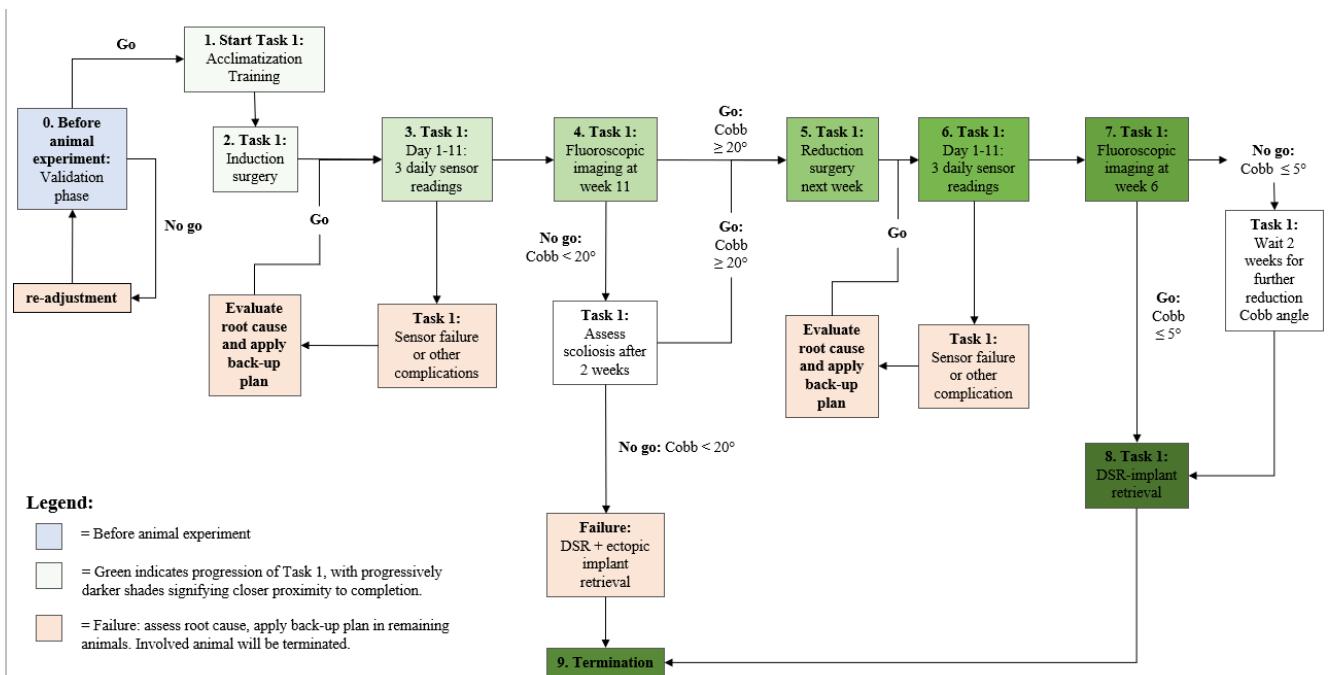 Go
1. Start Task 1:
Acclimatization
Training
0. Before
animal
experiment:
Validation
phase
No go
re-adjustment
2. Task 1:
Induction
surgery
Go
3. Task 1:
Day 1-11:
3 daily sensor
readings
Evaluate
root cause
and apply
back-up
plan
Task 1:
Sensor failure
or other
complications
4. Task 1:
Fluoroscopic
imaging at
week 11
No go:
Cobb < 20°
Go:
Cobb
≥ 20°
Go:
Cobb
≥ 20°
Task 1:
Assess
scoliosis after
2 weeks
No go: Cobb < 20°
Failure:
DSR + ectopic
implant
retrieval
5. Task 1:
Reduction
surgery
next week
Go
6. Task 1:
Day 1-11:
3 daily sensor
readings
Evaluate
root cause
and apply
back-up
plan
Task 1:
Sensor failure
or other
complication
7. Task 1:
Fluoroscopic
imaging at
week 6
No go:
Cobb ≤ 5°
Task 1:
Wait 2
weeks for
further
reduction
Cobb angle
Go:
Cobb
≤ 5°
8. Task 1:
DSR-implant
retrieval
9. Termination
Legend:
= Before animal experiment
= Green indicates progression of Task 1, with progressively
darker shades signifying closer proximity to completion.
= Failure: assess root cause, apply back-up plan in remaining
animals. Involved animal will be terminated.